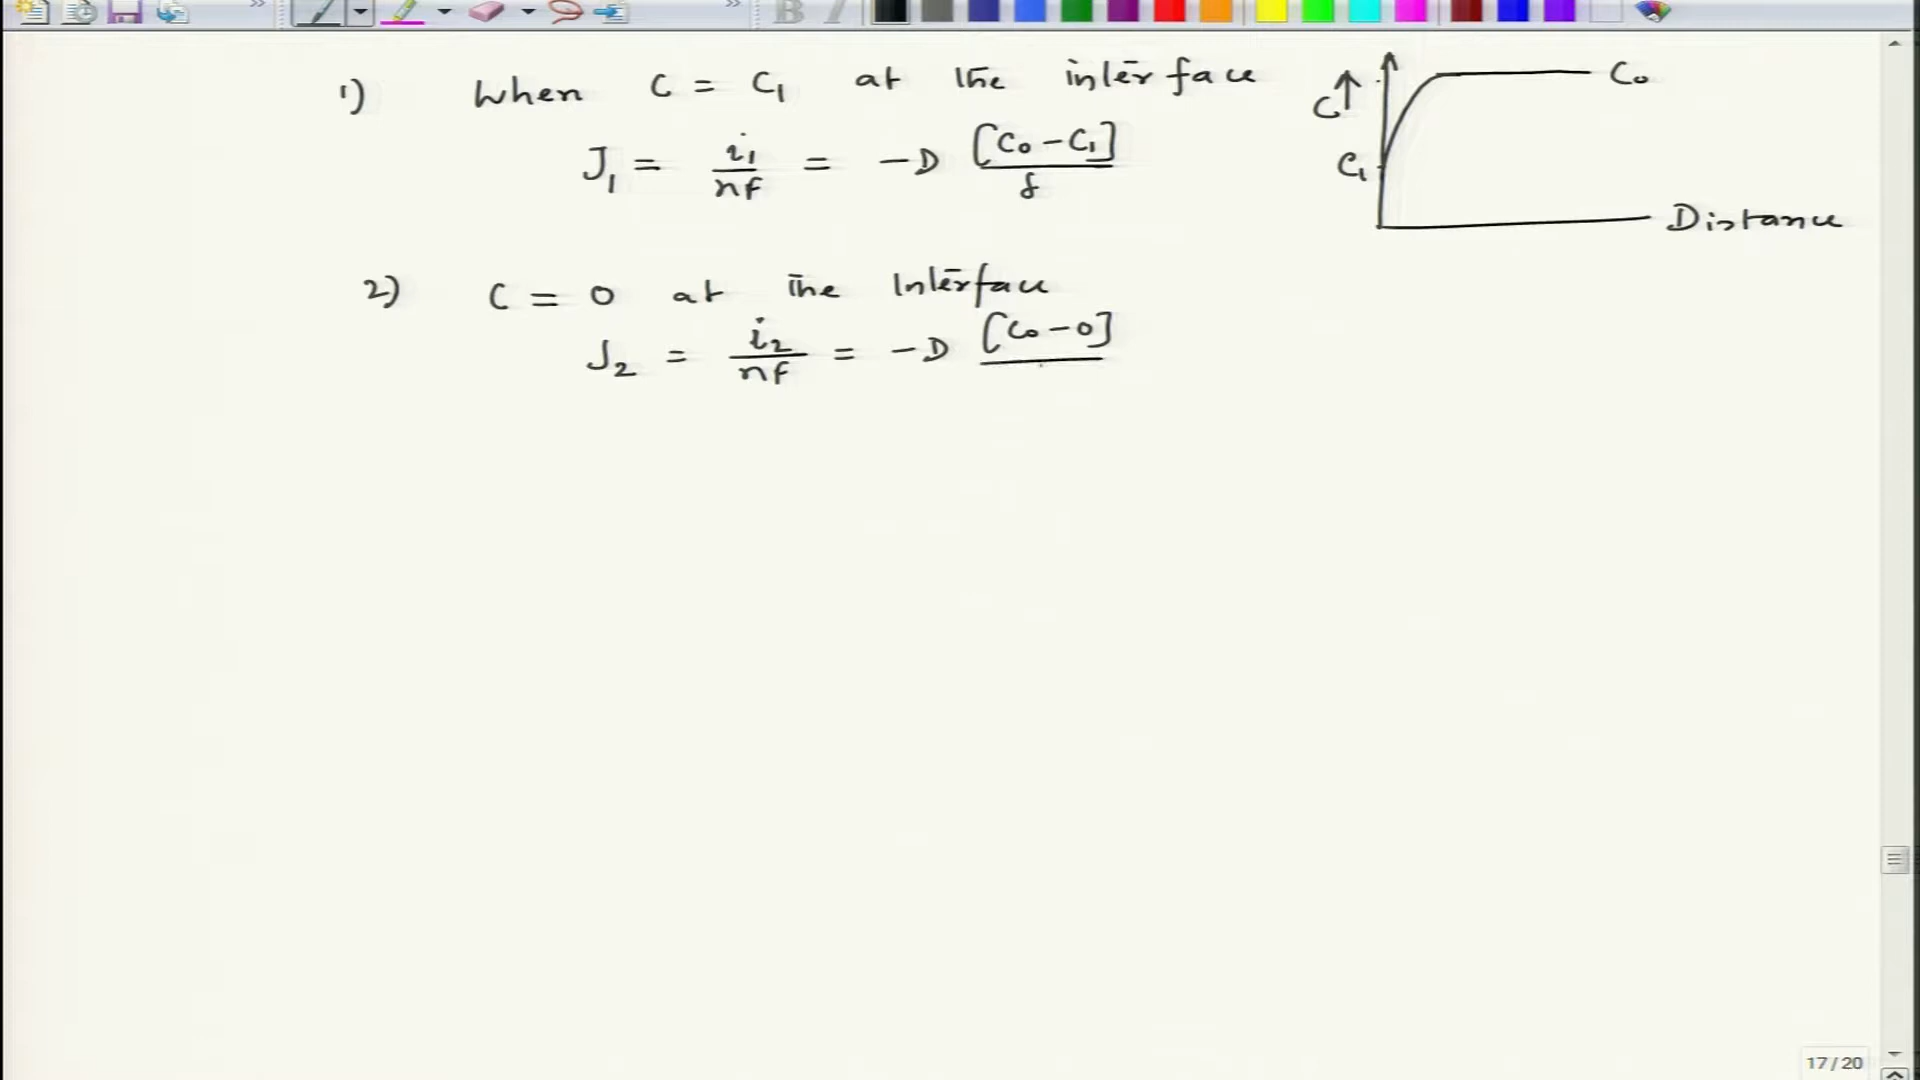 1) When C = C₁ at the interface
J₁ = i₁/nF = -D [C₀ - C₁]/δ
C↑ C₀
C₁
Distance
2) C = 0 at the Interface
J₂ = i₂/nF = -D [C₀ - 0]
B I
17/20